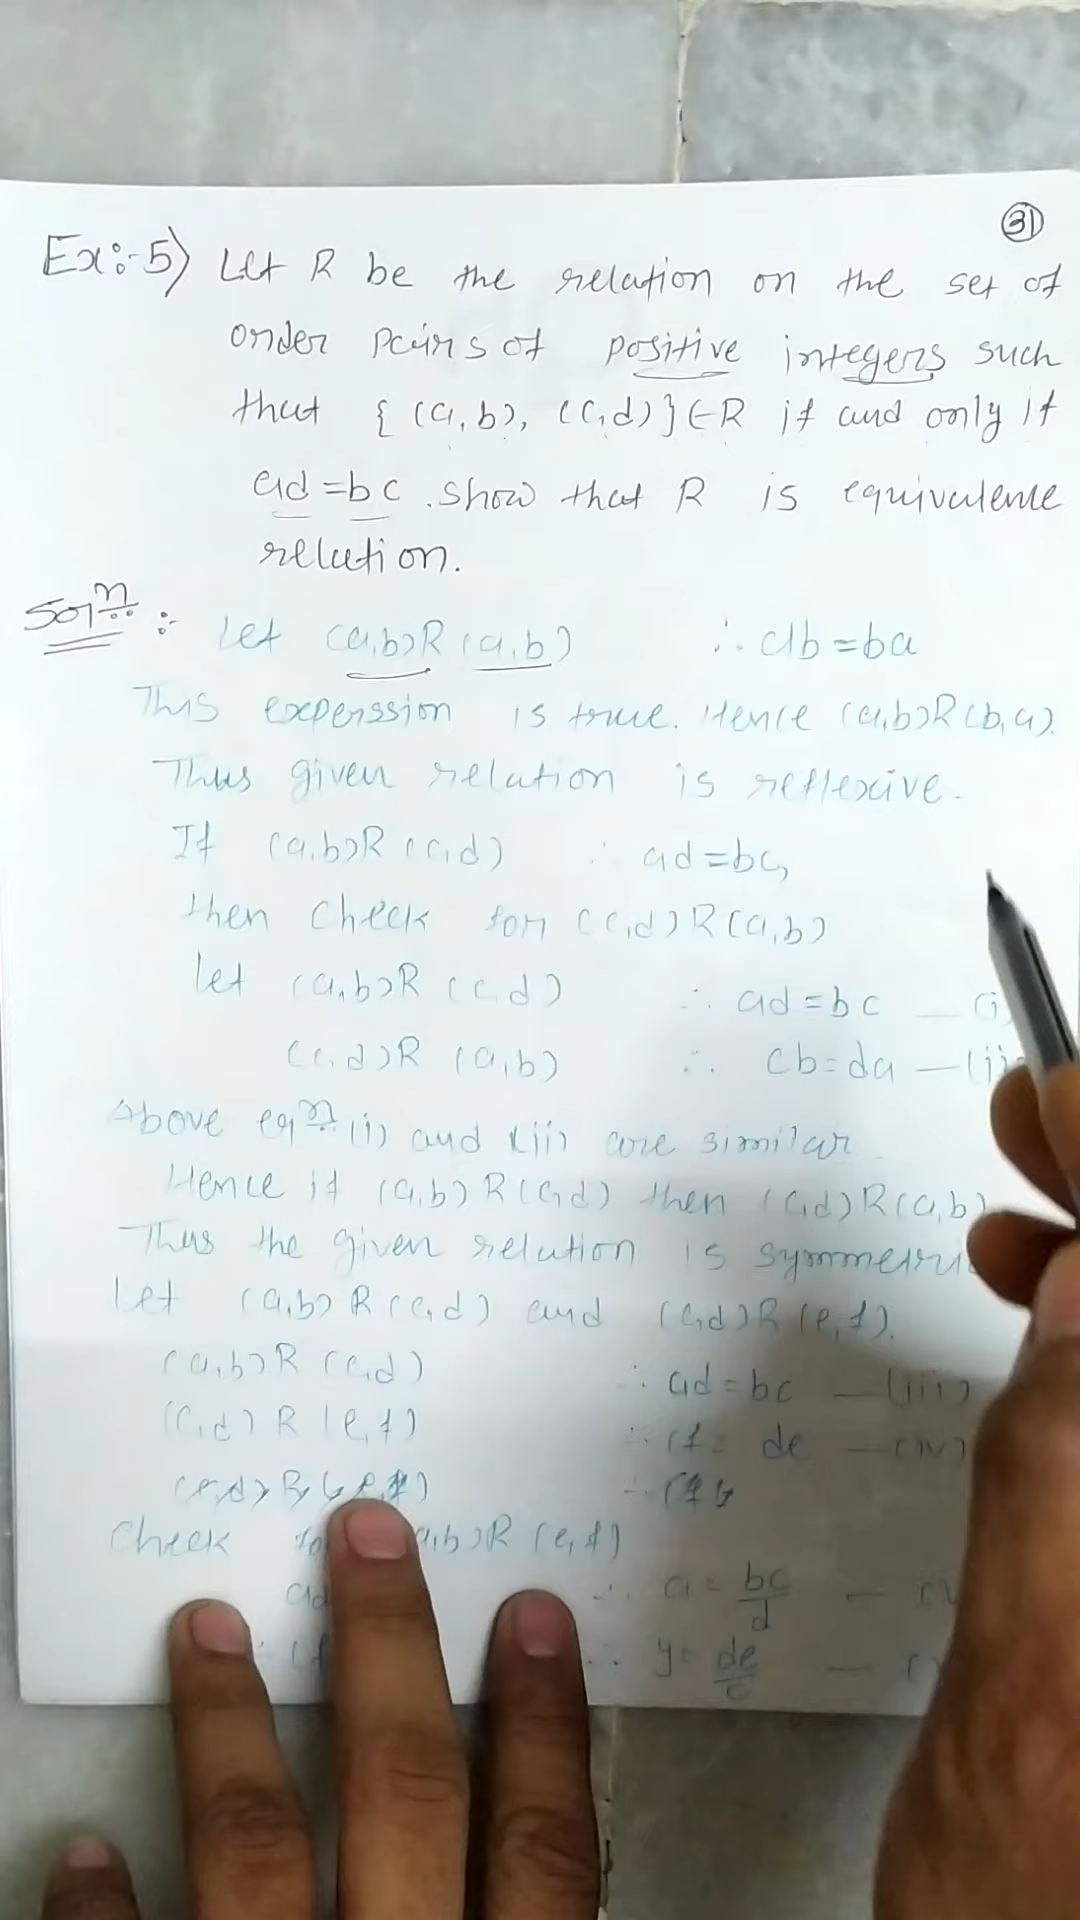 31
Ex:-5) Let R be the relation on the set of
order pairs of positive integers such
that { (a,b), (c,d) } ∈ R if and only if
ad = bc . show that R is equivalence
relation.
Soln :- Let (a,b) R (a,b) ∴ ab = ba
This experssion is true. Hence (a,b) R (b,a).
Thus given relation is reflexive.
If (a,b) R (c,d) ∴ ad = bc,
then check for (c,d) R (a,b)
let (a,b) R (c,d) ∴ ad = bc — (i)
(c,d) R (a,b) ∴ cb = da — (ii)
Above eqn. (i) and (ii) are similar
Hence if (a,b) R (c,d) then (c,d) R (a,b)
Thus the given relation is symmetri
Let (a,b) R (c,d) and (c,d) R (e,f).
(a,b) R (c,d) ∴ ad = bc — (iii)
(c,d) R (e,f) ∴ cf = de — (iv)
Check (a,b) R (e,f)
ad ∴ a = bc/d —
∴ cf ∴ y = de/c —